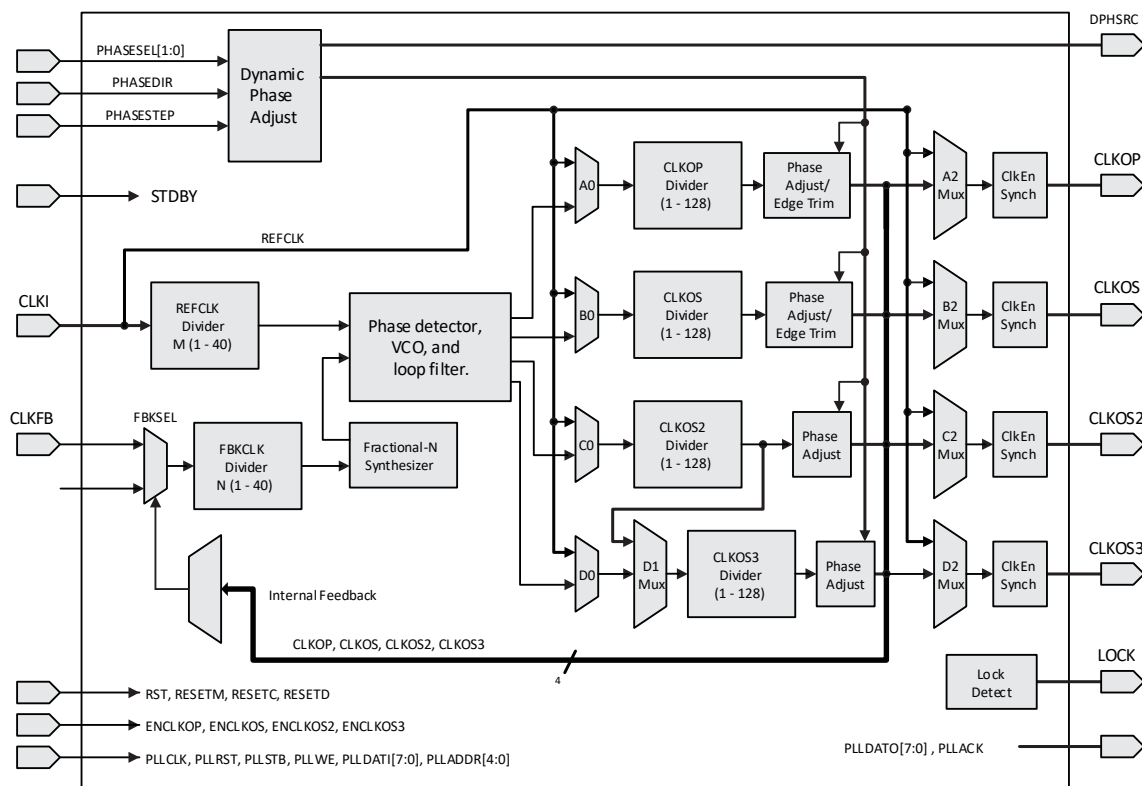 DPHSRC
PHASESEL[1:0]
PHASEDIR
PHASESTEP
Dynamic
Phase
Adjust
STDBY
REFCLK
CLKI
REFCLK
Divider
M (1 - 40)
Phase detector,
VCO, and
loop filter.
CLKFB
FBKSEL
FBKCLK
Divider
N (1 - 40)
Fractional-N
Synthesizer
A0
CLKOP
Divider
(1 - 128)
Phase
Adjust/
Edge Trim
A2
Mux
ClkEn
Synch
CLKOP
B0
CLKOS
Divider
(1 - 128)
Phase
Adjust/
Edge Trim
B2
Mux
ClkEn
Synch
CLKOS
C0
CLKOS2
Divider
(1 - 128)
Phase
Adjust
C2
Mux
ClkEn
Synch
CLKOS2
D0
D1
Mux
CLKOS3
Divider
(1 - 128)
Phase
Adjust
D2
Mux
ClkEn
Synch
CLKOS3
Internal Feedback
CLKOP, CLKOS, CLKOS2, CLKOS3
4
Lock
Detect
LOCK
RST, RESETM, RESETC, RESETD
ENCLKOP, ENCLKOS, ENCLKOS2, ENCLKOS3
PLLCLK, PLLRST, PLLSTB, PLLWE, PLLDATI[7:0], PLLADDR[4:0]
PLLDATO[7:0] , PLLACK